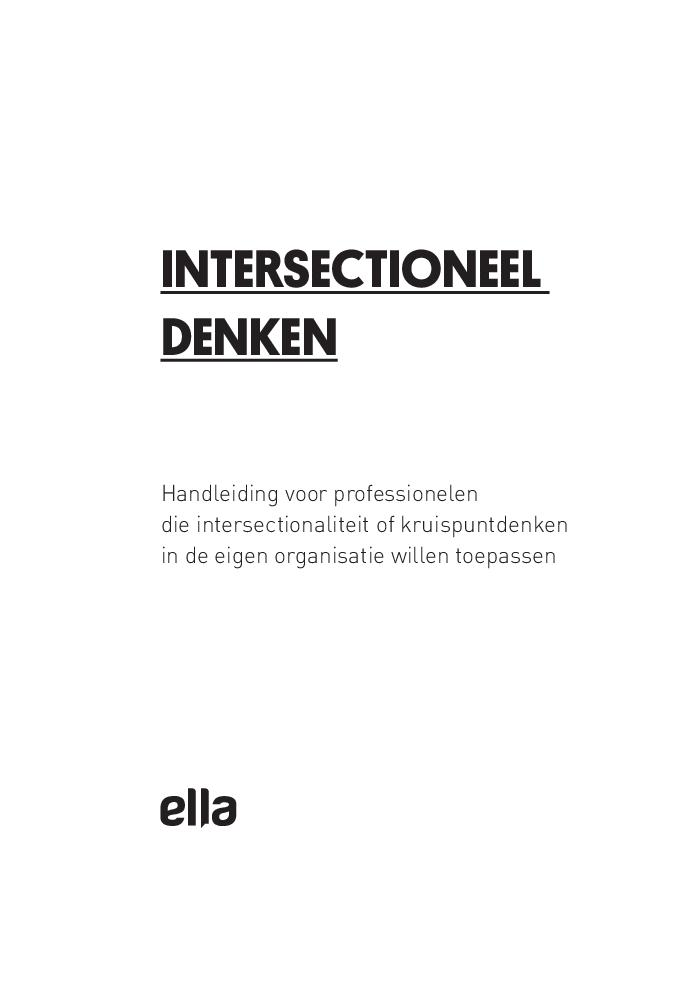 INTERSECTIONEEL
DENKEN
Handleiding voor professionelen
die intersectionaliteit of kruispuntdenken
in de eigen organisatie willen toepassen
ella